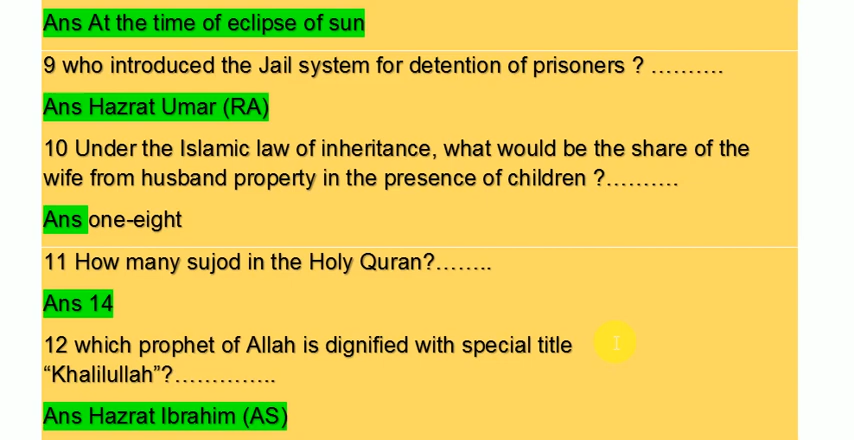 Ans At the time of eclipse of sun
9 who introduced the Jail system for detention of prisoners ? ……….
Ans Hazrat Umar (RA)
10 Under the Islamic law of inheritance, what would be the share of the
wife from husband property in the presence of children ?……….
Ans one-eight
11 How many sujod in the Holy Quran?……..
Ans 14
12 which prophet of Allah is dignified with special title
“Khalilullah”?…………..
Ans Hazrat Ibrahim (AS)